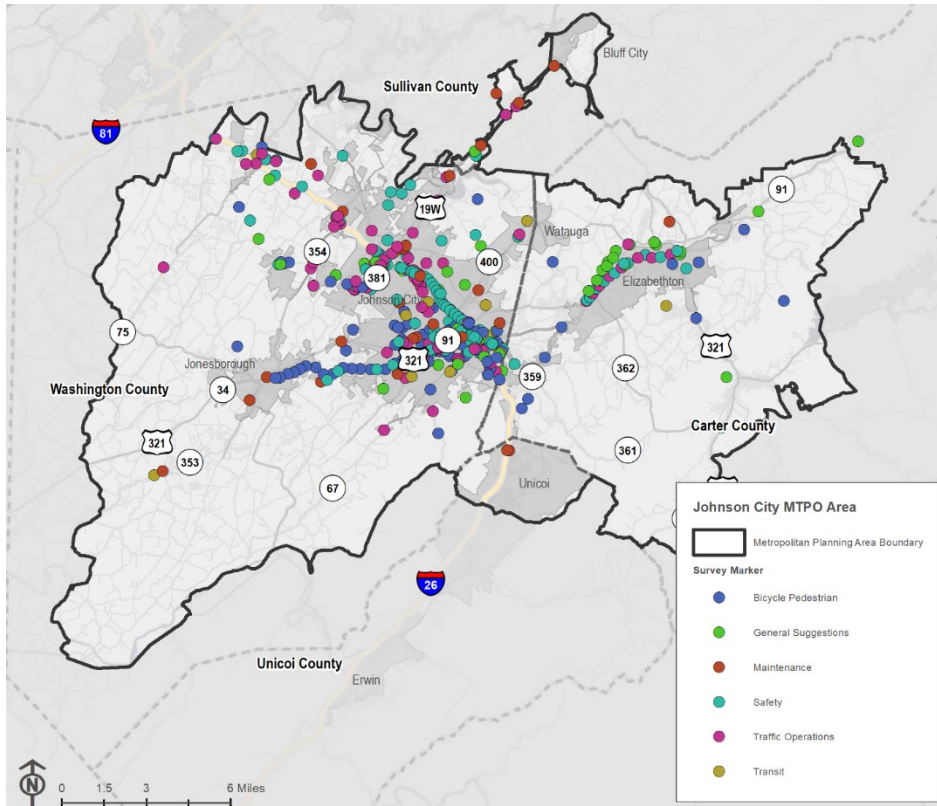 Bluff City
Sullivan County
81
91
19W
Watauga
354
400
381
Elizabethton
Johnson City
75
91
321
321
Jonesborough
362
Washington County
34
359
Carter County
321
361
353
Unicoi
67
Johnson City MTPO Area
Metropolitan Planning Area Boundary
Survey Marker
26
Bicycle Pedestrian
General Suggestions
Unicoi County
Maintenance
Erwin
Safety
Traffic Operations
N
Transit
0 1.5 3 6 Miles